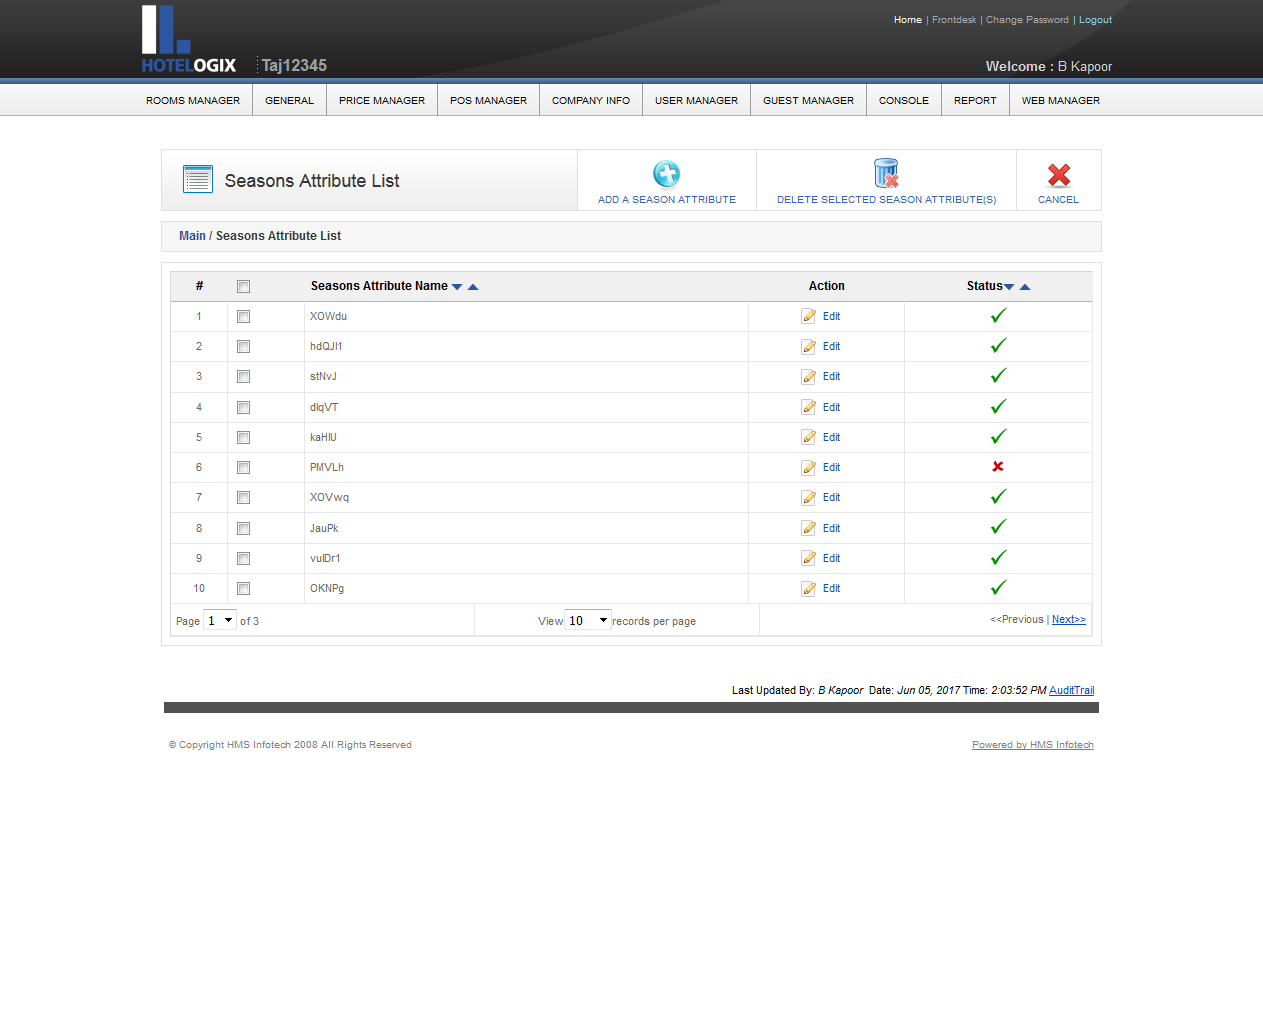 Home | Frontdesk | Change Password | Logout
HOTELOGIX Taj12345
Welcome : B Kapoor
ROOMS MANAGER GENERAL PRICE MANAGER POS MANAGER COMPANY INFO USER MANAGER GUEST MANAGER CONSOLE REPORT WEB MANAGER
Seasons Attribute List
ADD A SEASON ATTRIBUTE DELETE SELECTED SEASON ATTRIBUTE(S) CANCEL
Main / Seasons Attribute List
# Seasons Attribute Name Action Status
1 XOWdu Edit
2 hdQJI1 Edit
3 stNvJ Edit
4 dIqVT Edit
5 kaHIU Edit
6 PMVLh Edit
7 XOVwq Edit
8 JauPk Edit
9 vuIDr1 Edit
10 OKNPg Edit
Page 1 of 3 View 10 records per page <<Previous | Next>>
Last Updated By: B Kapoor Date: Jun 05, 2017 Time: 2:03:52 PM AuditTrail
© Copyright HMS Infotech 2008 All Rights Reserved Powered by HMS Infotech